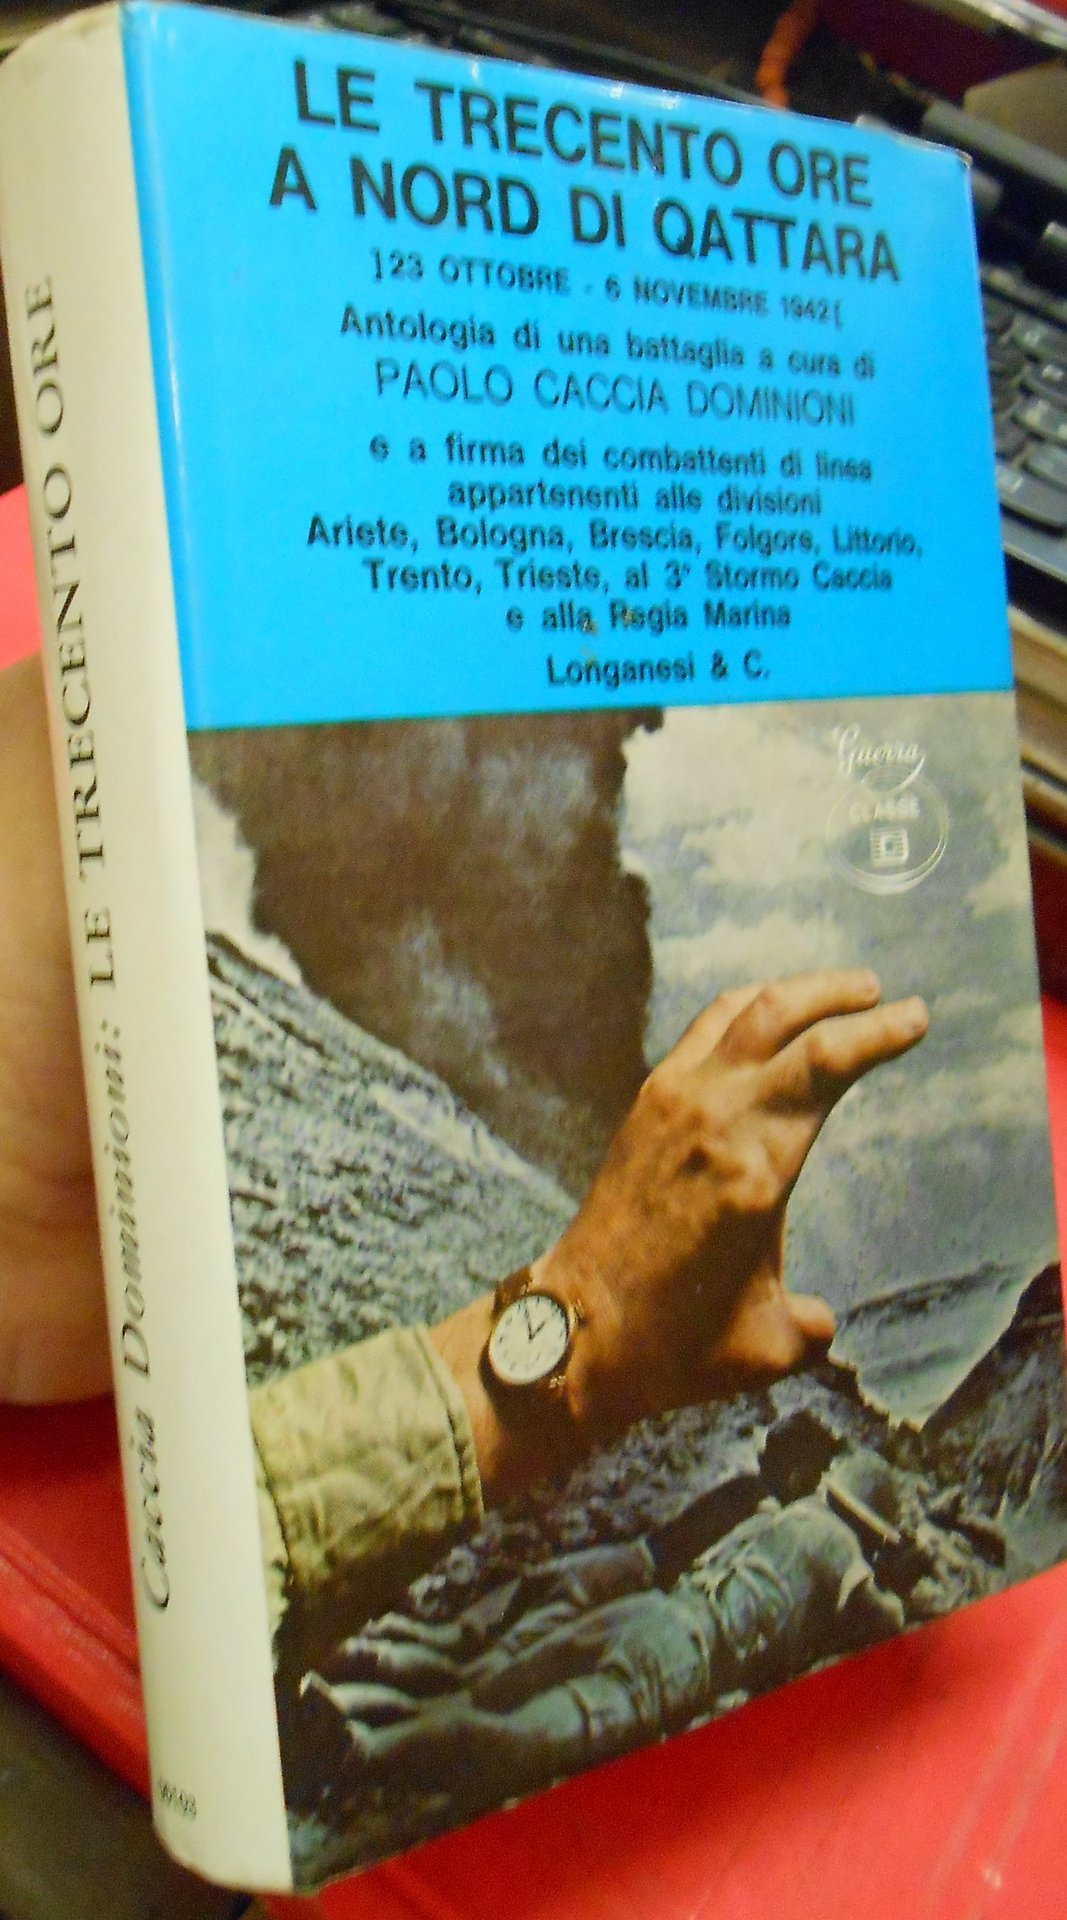 LE TRECENTO ORE
A NORD DI QATTARA
]23 OTTOBRE - 6 NOVEMBRE 1942[
Antologia di una battaglia a cura di
PAOLO CACCIA DOMINIONI
e a firma dei combattenti di linea
appartenenti alle divisioni
Ariete, Bologna, Brescia, Folgore, Littorio,
Trento, Trieste, al 3° Stormo Caccia
e alla Regia Marina
Longanesi & C.
Guerra
CLASSE
Caccia Dominioni: LE TRECENTO ORE